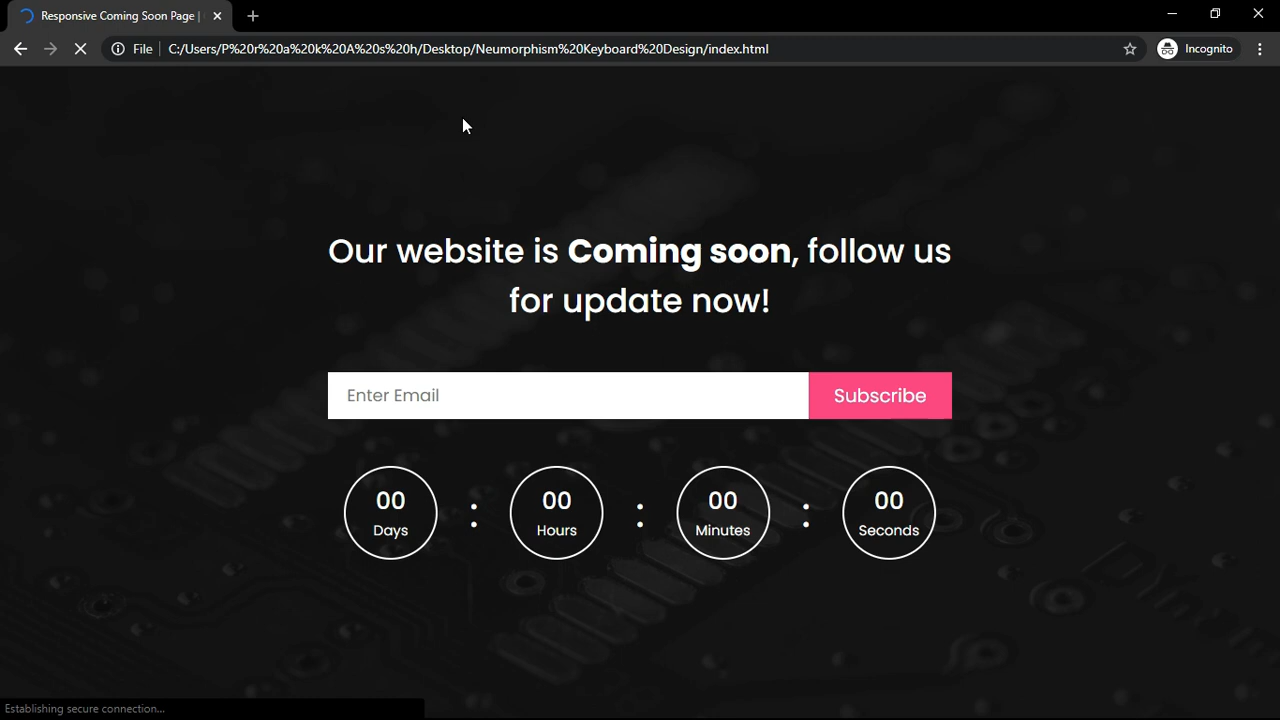 Responsive Coming Soon Page |
File C:/Users/P%20r%20a%20k%20A%20s%20h/Desktop/Neumorphism%20Keyboard%20Design/index.html Incognito
Our website is Coming soon, follow us
for update now!
Enter Email Subscribe
00 : 00 : 00 : 00
Days Hours Minutes Seconds
Establishing secure connection...